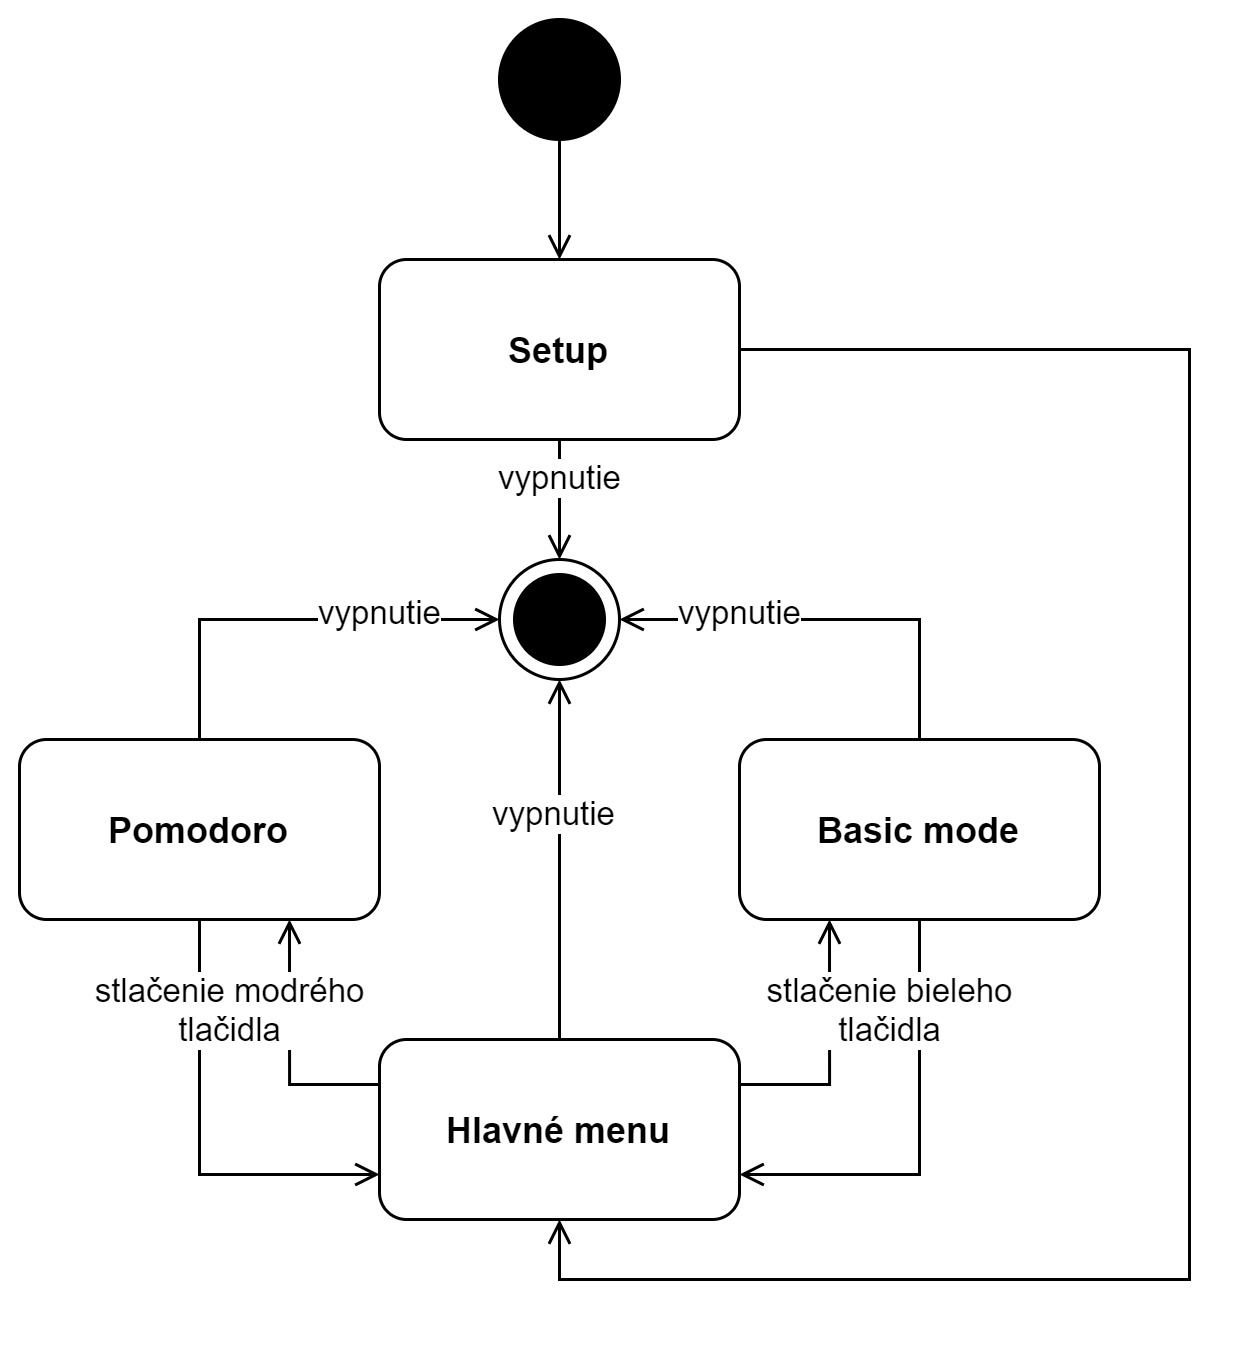 Setup
vypnutie
vypnutie
vypnutie
Pomodoro
vypnutie
Basic mode
stlačenie modrého
tlačidla
stlačenie bieleho
tlačidla
Hlavné menu